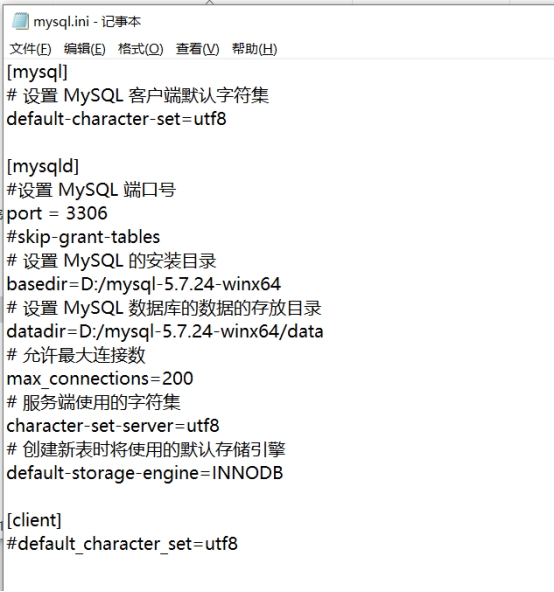 mysql.ini - 记事本
文件(F) 编辑(E) 格式(O) 查看(V) 帮助(H)
[mysql]
# 设置 MySQL 客户端默认字符集
default-character-set=utf8
[mysqld]
#设置 MySQL 端口号
port = 3306
#skip-grant-tables
# 设置 MySQL 的安装目录
basedir=D:/mysql-5.7.24-winx64
# 设置 MySQL 数据库的数据的存放目录
datadir=D:/mysql-5.7.24-winx64/data
# 允许最大连接数
max_connections=200
# 服务端使用的字符集
character-set-server=utf8
# 创建新表时将使用的默认存储引擎
default-storage-engine=INNODB
[client]
#default_character_set=utf8